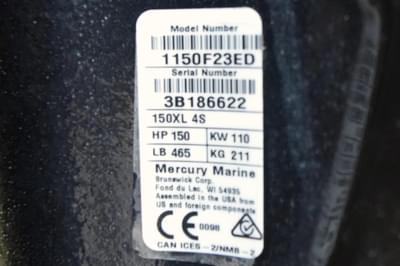 Model Number
1150F23ED
Serial Number
3B186622
150XL 4S
HP 150 KW 110
LB 465 KG 211
Mercury Marine
Brunswick Corp.
Fond du Lac, WI 54935
Assembled in the USA from
US and foreign components
CE 0098
CAN ICES-2/NMB-2